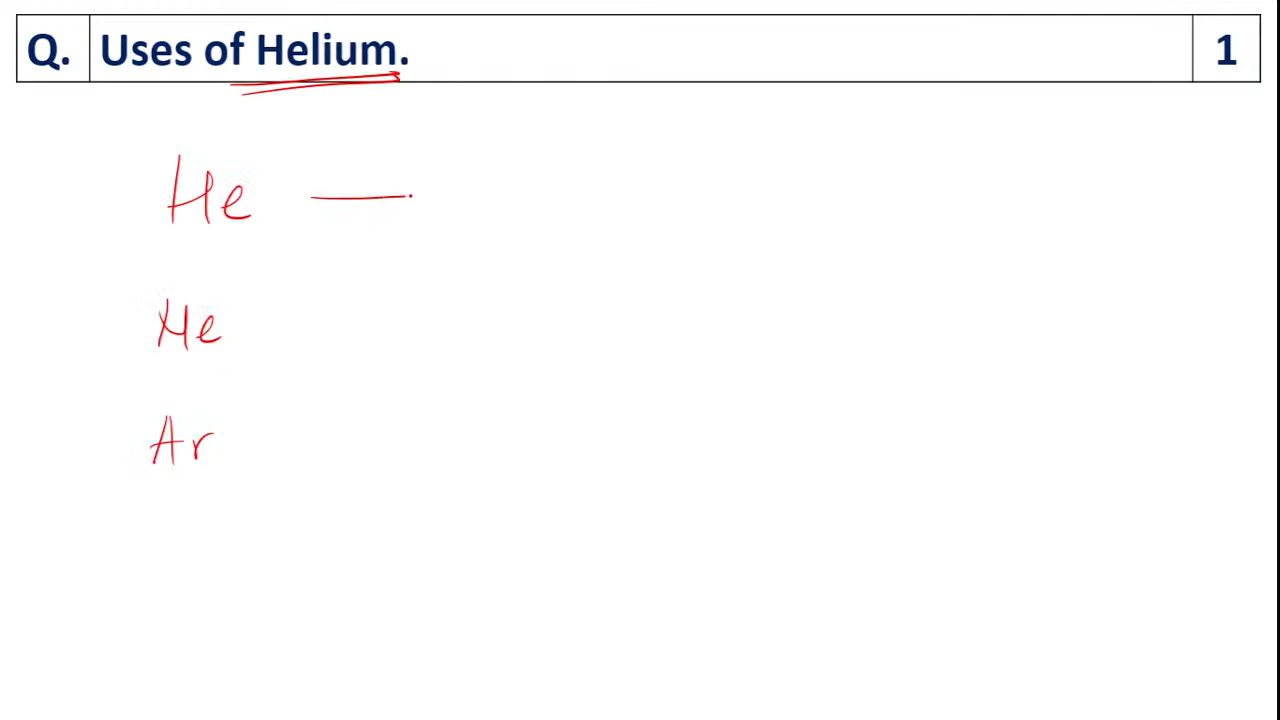 Q. Uses of Helium. 1
He —
He
Ar